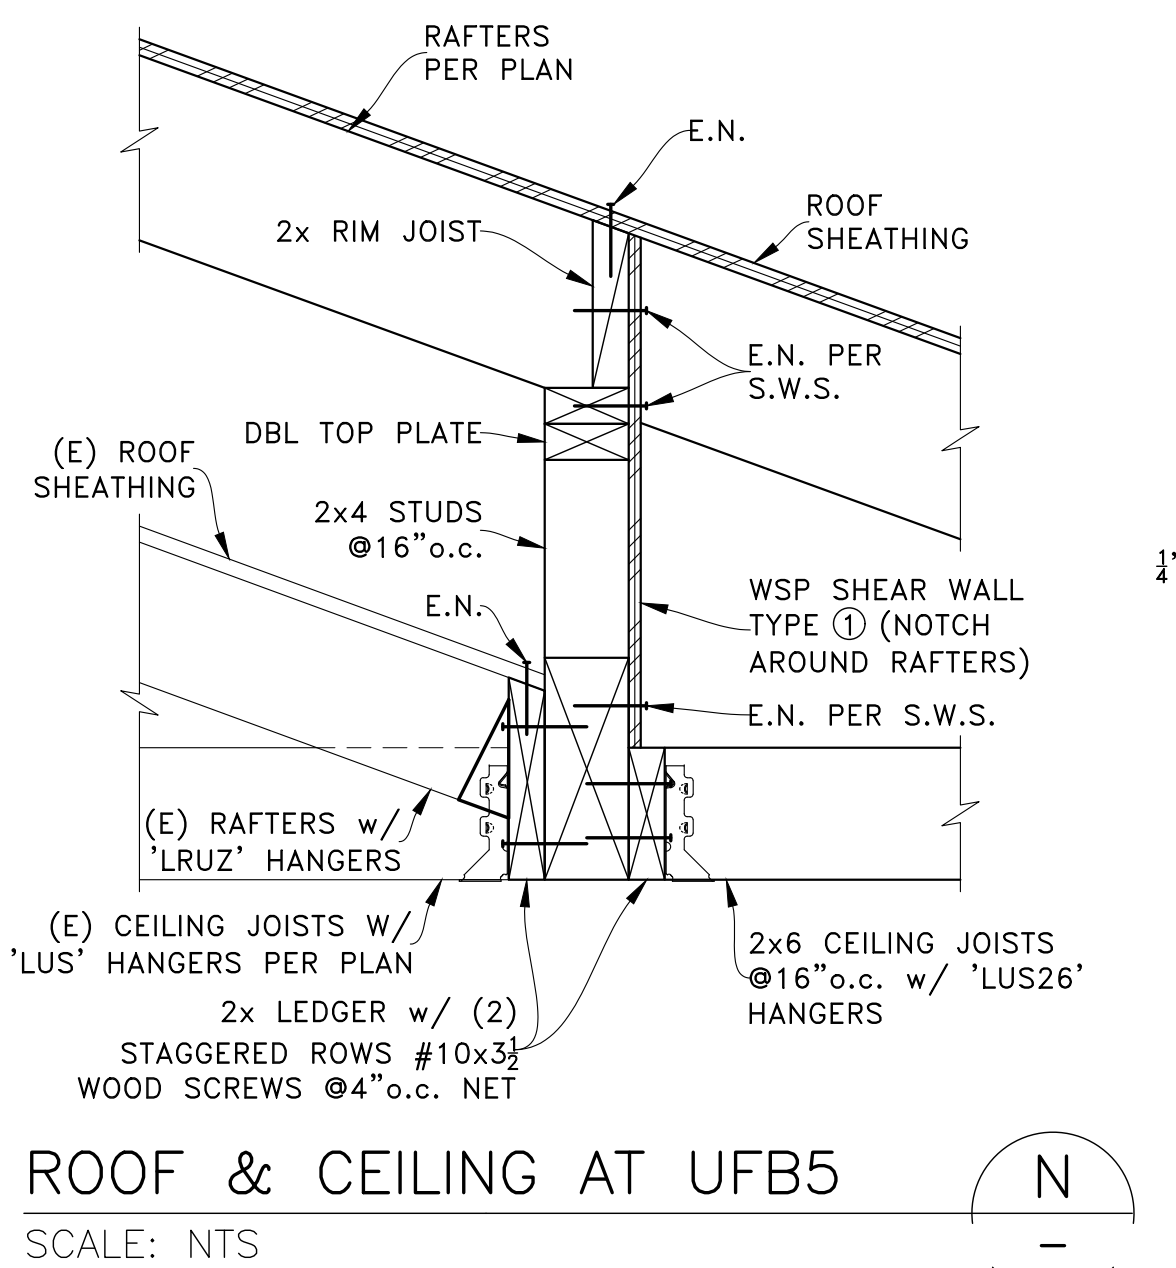 RAFTERS
PER PLAN
E.N.
ROOF
SHEATHING
2x RIM JOIST
E.N. PER
S.W.S.
DBL TOP PLATE
(E) ROOF
SHEATHING
2x4 STUDS
@16"o.c.
1/4"
WSP SHEAR WALL
TYPE ① (NOTCH
AROUND RAFTERS)
E.N.
E.N. PER S.W.S.
(E) RAFTERS w/
'LRUZ' HANGERS
(E) CEILING JOISTS W/
'LUS' HANGERS PER PLAN
2x6 CEILING JOISTS
@16"o.c. w/ 'LUS26'
HANGERS
2x LEDGER w/ (2)
STAGGERED ROWS #10x3½
WOOD SCREWS @4"o.c. NET
ROOF & CEILING AT UFB5
N
SCALE: NTS
–